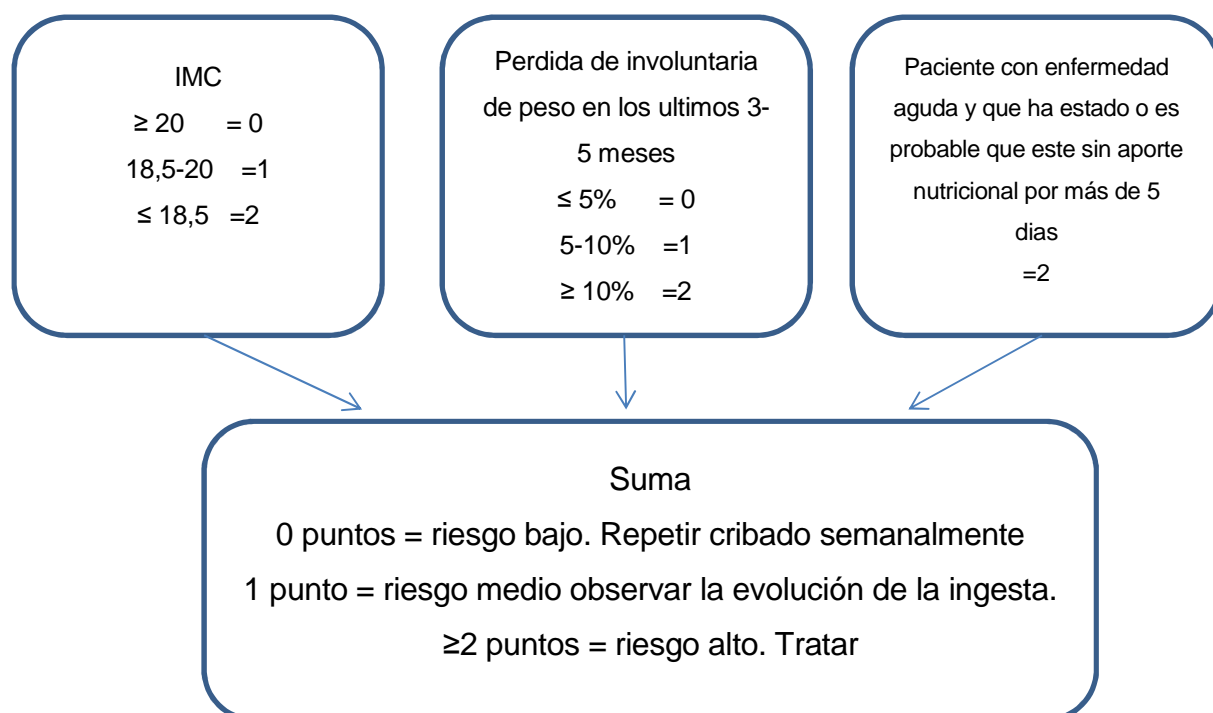 IMC
≥ 20 = 0
18,5-20 =1
≤ 18,5 =2
Perdida de involuntaria
de peso en los ultimos 3-
5 meses
≤ 5% = 0
5-10% =1
≥ 10% =2
Paciente con enfermedad
aguda y que ha estado o es
probable que este sin aporte
nutricional por más de 5
dias
=2
Suma
0 puntos = riesgo bajo. Repetir cribado semanalmente
1 punto = riesgo medio observar la evolución de la ingesta.
≥2 puntos = riesgo alto. Tratar